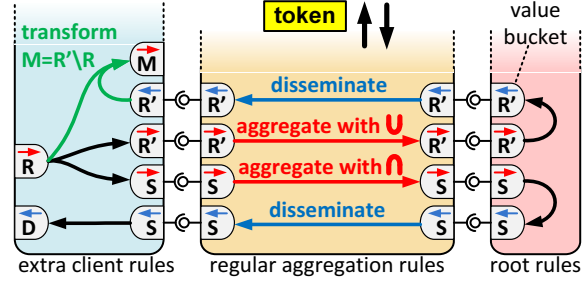 token
value
bucket
transform
M=R'\R
M
R' R' disseminate R' R'
R' R' aggregate with ∪ R' R'
R
S S aggregate with ∩ S S
D S S disseminate S S
extra client rules
regular aggregation rules
root rules